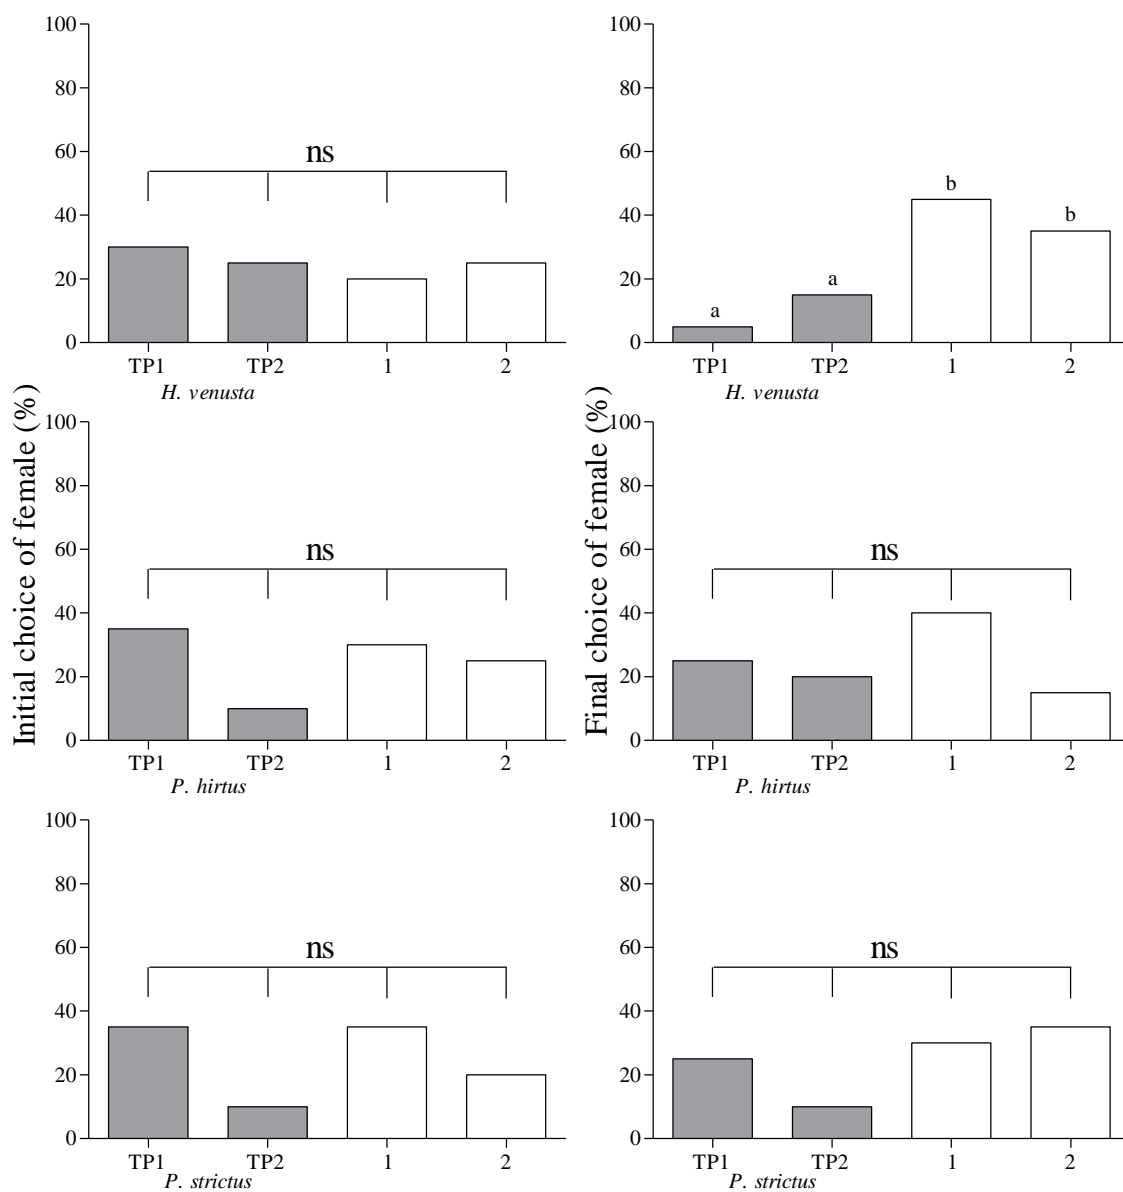 Initial choice of female (%)
100
80
60
40
20
0
ns
TP1 TP2 1 2
H. venusta
100
80
60
40
20
0
ns
TP1 TP2 1 2
P. hirtus
100
80
60
40
20
0
ns
TP1 TP2 1 2
P. strictus
Final choice of female (%)
100
80
60
40
20
0
a a b b
TP1 TP2 1 2
H. venusta
100
80
60
40
20
0
ns
TP1 TP2 1 2
P. hirtus
100
80
60
40
20
0
ns
TP1 TP2 1 2
P. strictus